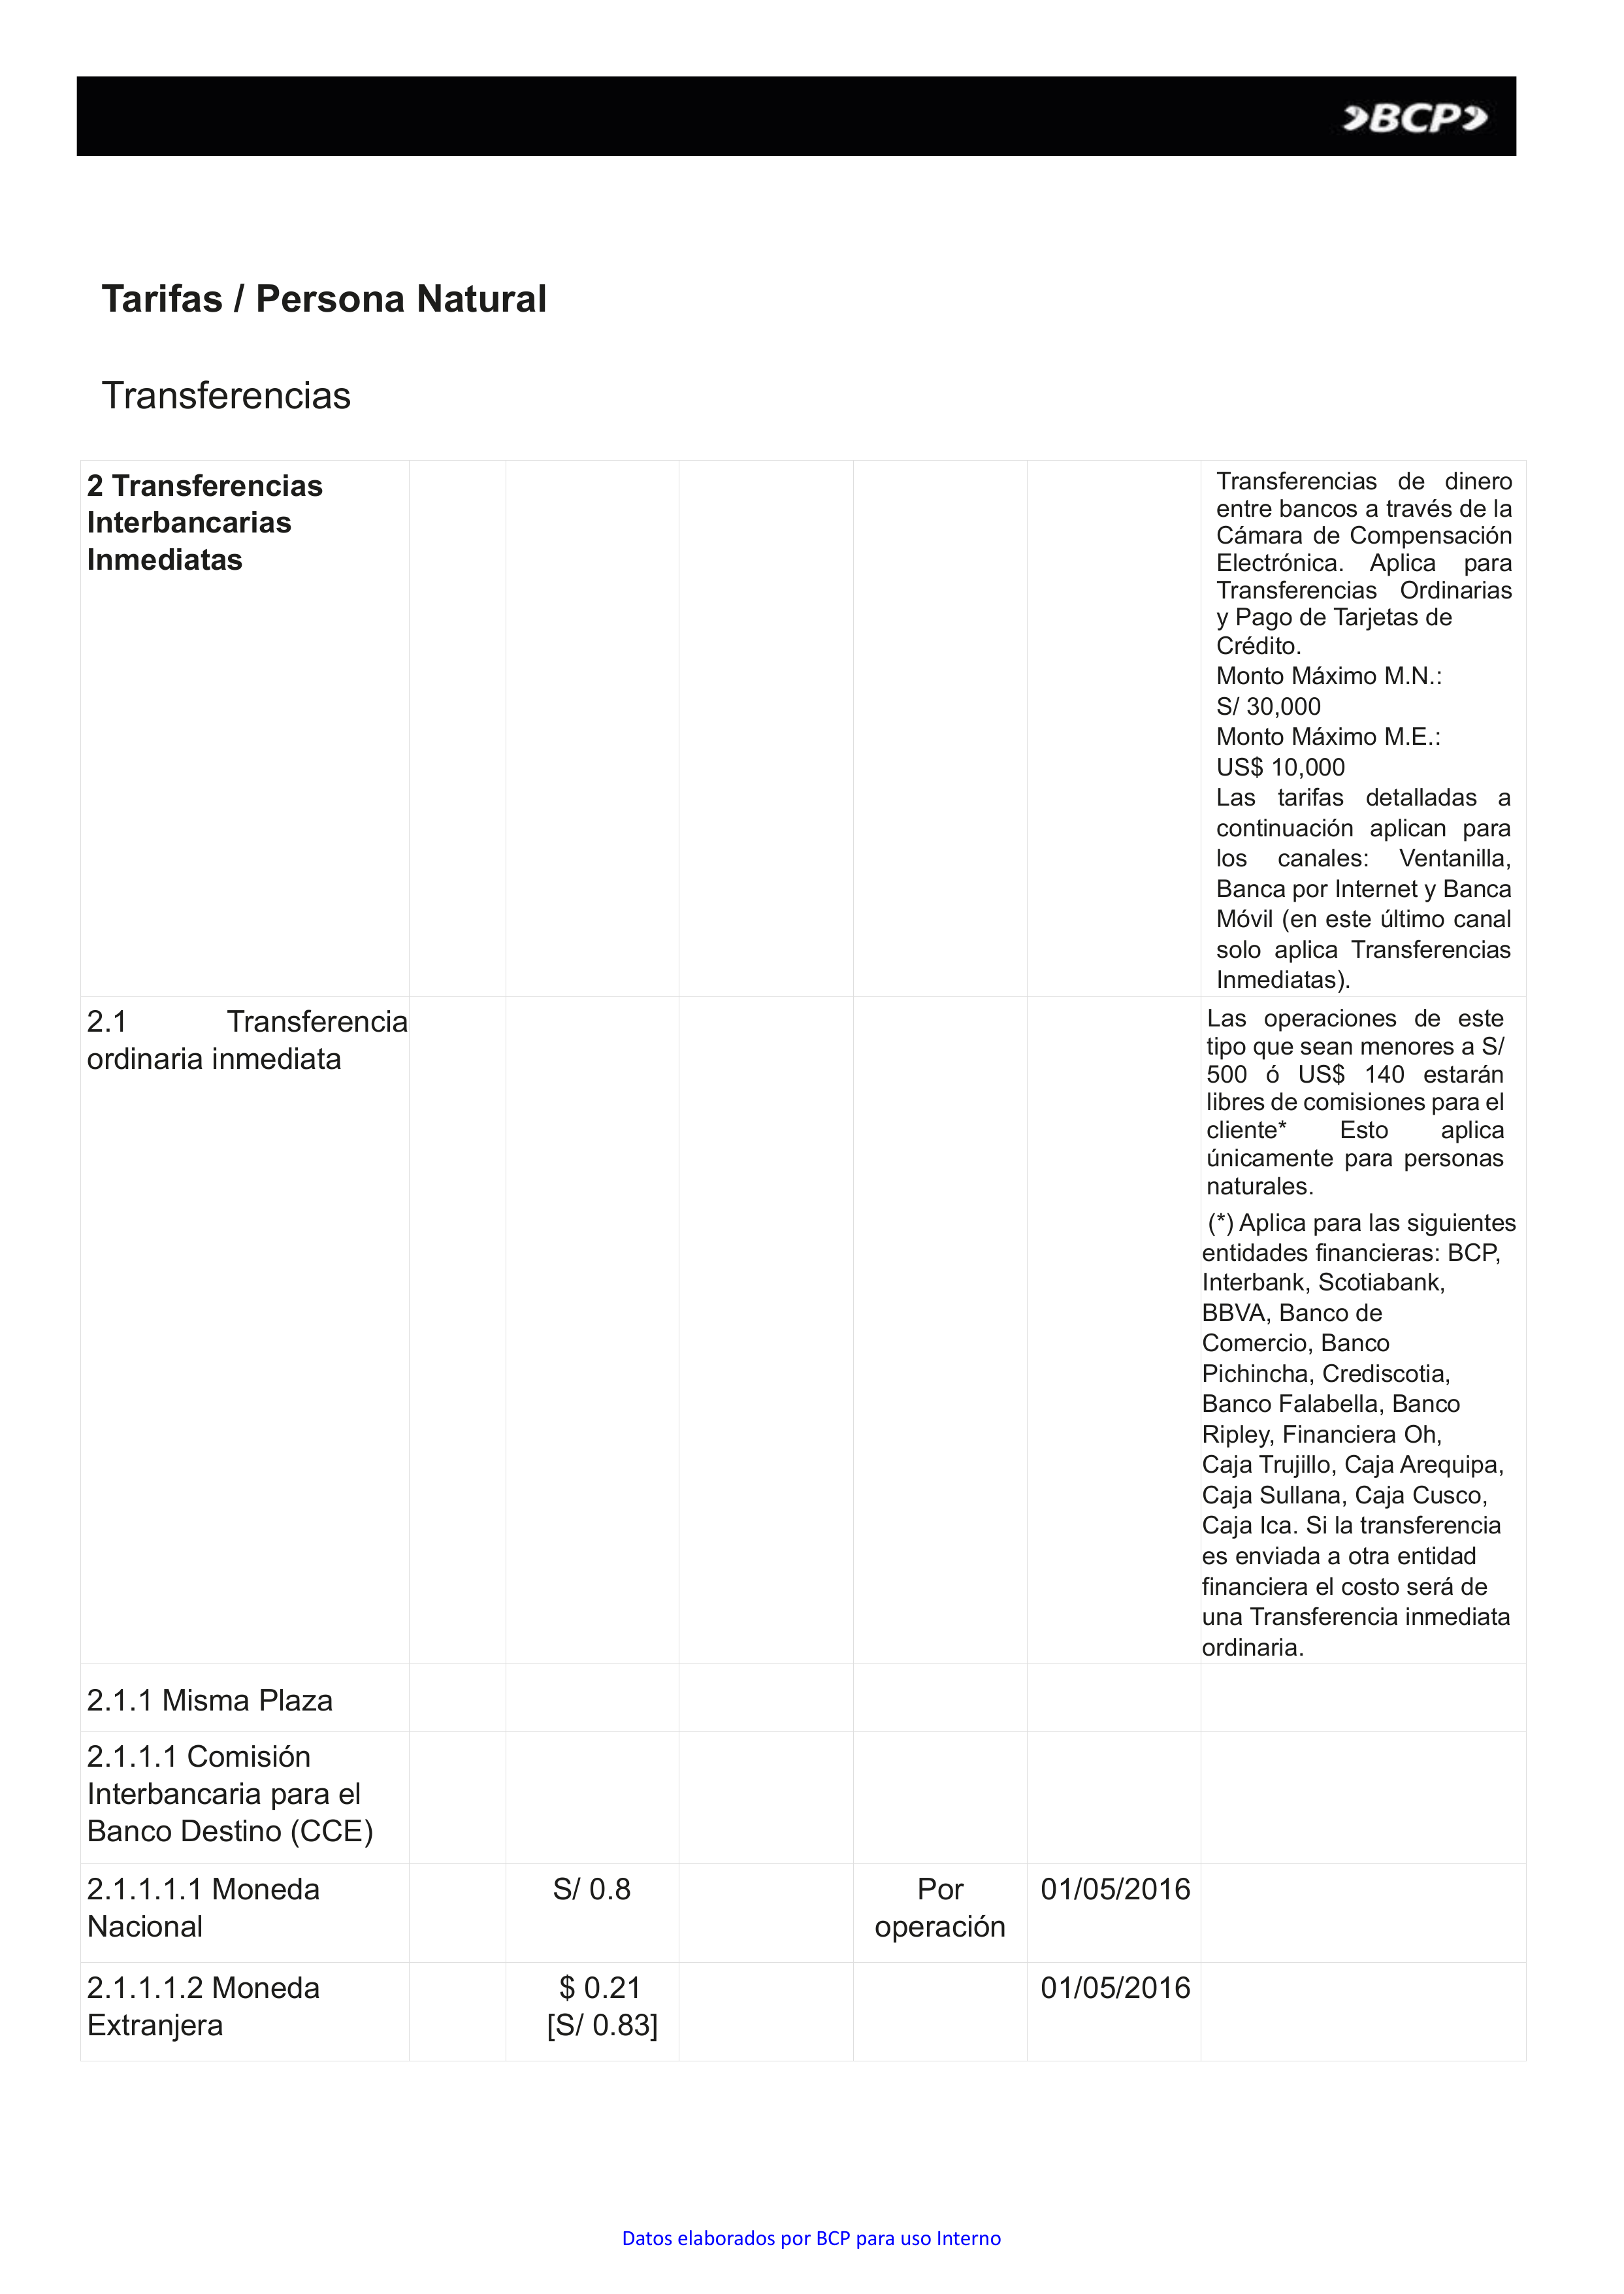 BCP
Tarifas / Persona Natural
Transferencias
2 Transferencias
Interbancarias
Inmediatas
Transferencias de dinero
entre bancos a través de la
Cámara de Compensación
Electrónica. Aplica para
Transferencias Ordinarias
y Pago de Tarjetas de
Crédito.
Monto Máximo M.N.:
S/ 30,000
Monto Máximo M.E.:
US$ 10,000
Las tarifas detalladas a
continuación aplican para
los canales: Ventanilla,
Banca por Internet y Banca
Móvil (en este último canal
solo aplica Transferencias
Inmediatas).
2.1 Transferencia
ordinaria inmediata
Las operaciones de este
tipo que sean menores a S/
500 ó US$ 140 estarán
libres de comisiones para el
cliente* Esto aplica
únicamente para personas
naturales.
(*) Aplica para las siguientes
entidades financieras: BCP,
Interbank, Scotiabank,
BBVA, Banco de
Comercio, Banco
Pichincha, Crediscotia,
Banco Falabella, Banco
Ripley, Financiera Oh,
Caja Trujillo, Caja Arequipa,
Caja Sullana, Caja Cusco,
Caja Ica. Si la transferencia
es enviada a otra entidad
financiera el costo será de
una Transferencia inmediata
ordinaria.
2.1.1 Misma Plaza
2.1.1.1 Comisión
Interbancaria para el
Banco Destino (CCE)
2.1.1.1.1 Moneda
Nacional
S/ 0.8
Por
operación
01/05/2016
2.1.1.1.2 Moneda
Extranjera
$ 0.21
[S/ 0.83]
01/05/2016
Datos elaborados por BCP para uso Interno